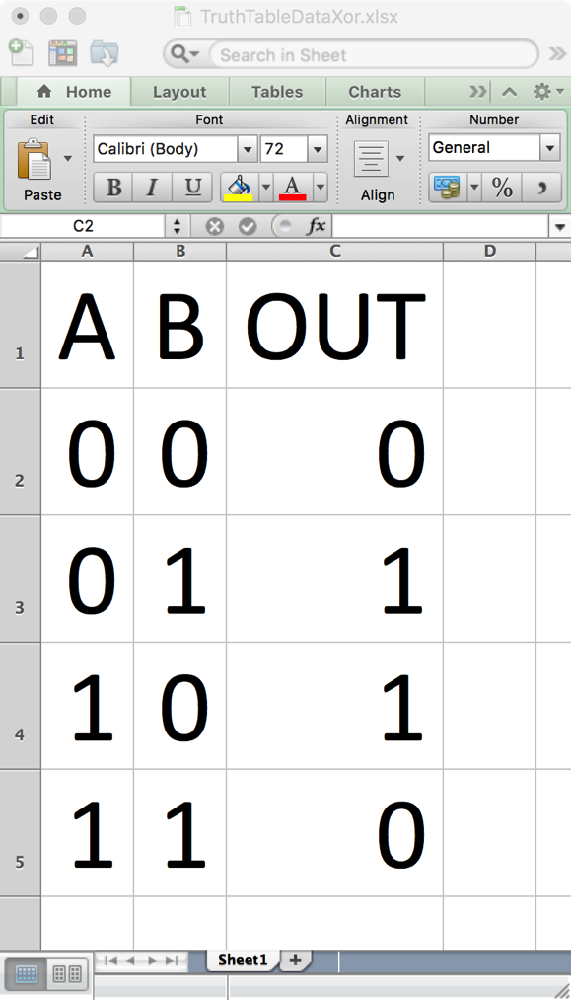 TruthTableDataXor.xlsx
Search in Sheet
Home Layout Tables Charts
Edit Font Alignment Number
Calibri (Body) 72 General
Paste B I U A Align % ,
C2 fx
A B C D
1 A B OUT
2 0 0 0
3 0 1 1
4 1 0 1
5 1 1 0
Sheet1 +